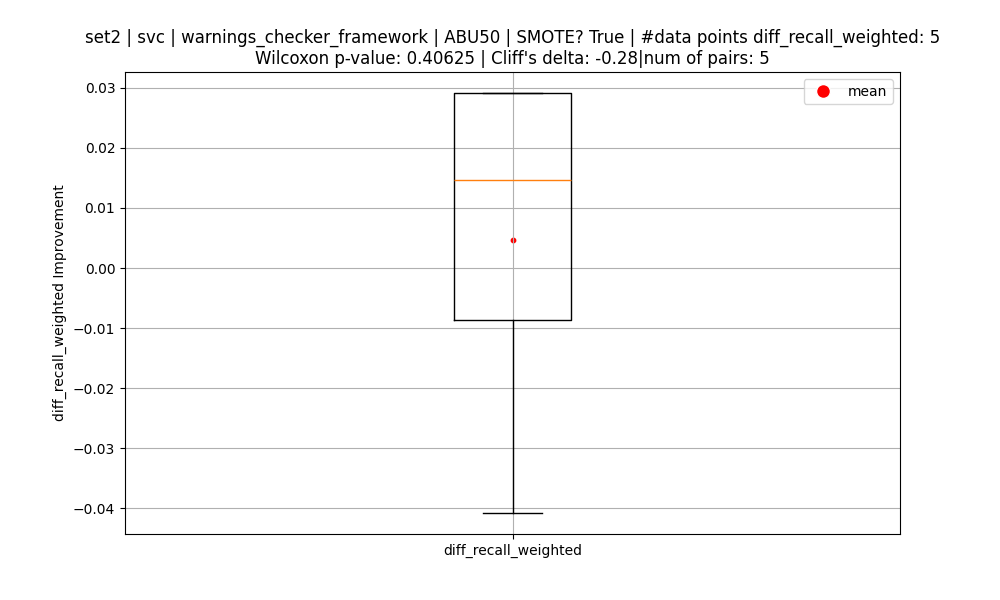 set2 | svc | warnings_checker_framework | ABU50 | SMOTE? True | #data points diff_recall_weighted: 5
Wilcoxon p-value: 0.40625 | Cliff's delta: -0.28|num of pairs: 5
mean
0.03
0.02
0.01
0.00
−0.01
−0.02
−0.03
−0.04
diff_recall_weighted Improvement
diff_recall_weighted